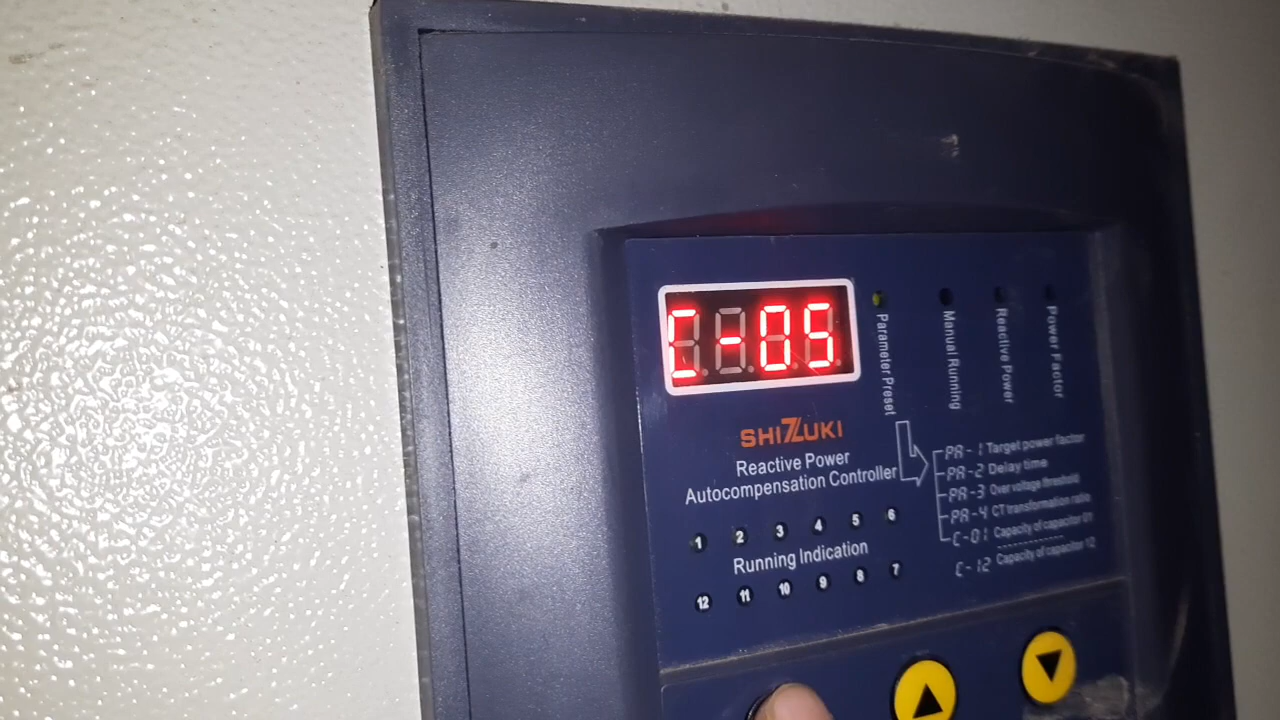 C-05
Parameter Preset
Manual Running
Reactive Power
Power Factor
SHIZUKI
Reactive Power
Autocompensation Controller
PA-1 Target power factor
PA-2 Delay time
PA-3 Over voltage threshold
PA-4 CT transformation ratio
C-01 Capacity of capacitor 01
C-12 Capacity of capacitor 12
1 2 3 4 5 6
Running Indication
12 11 10 9 8 7